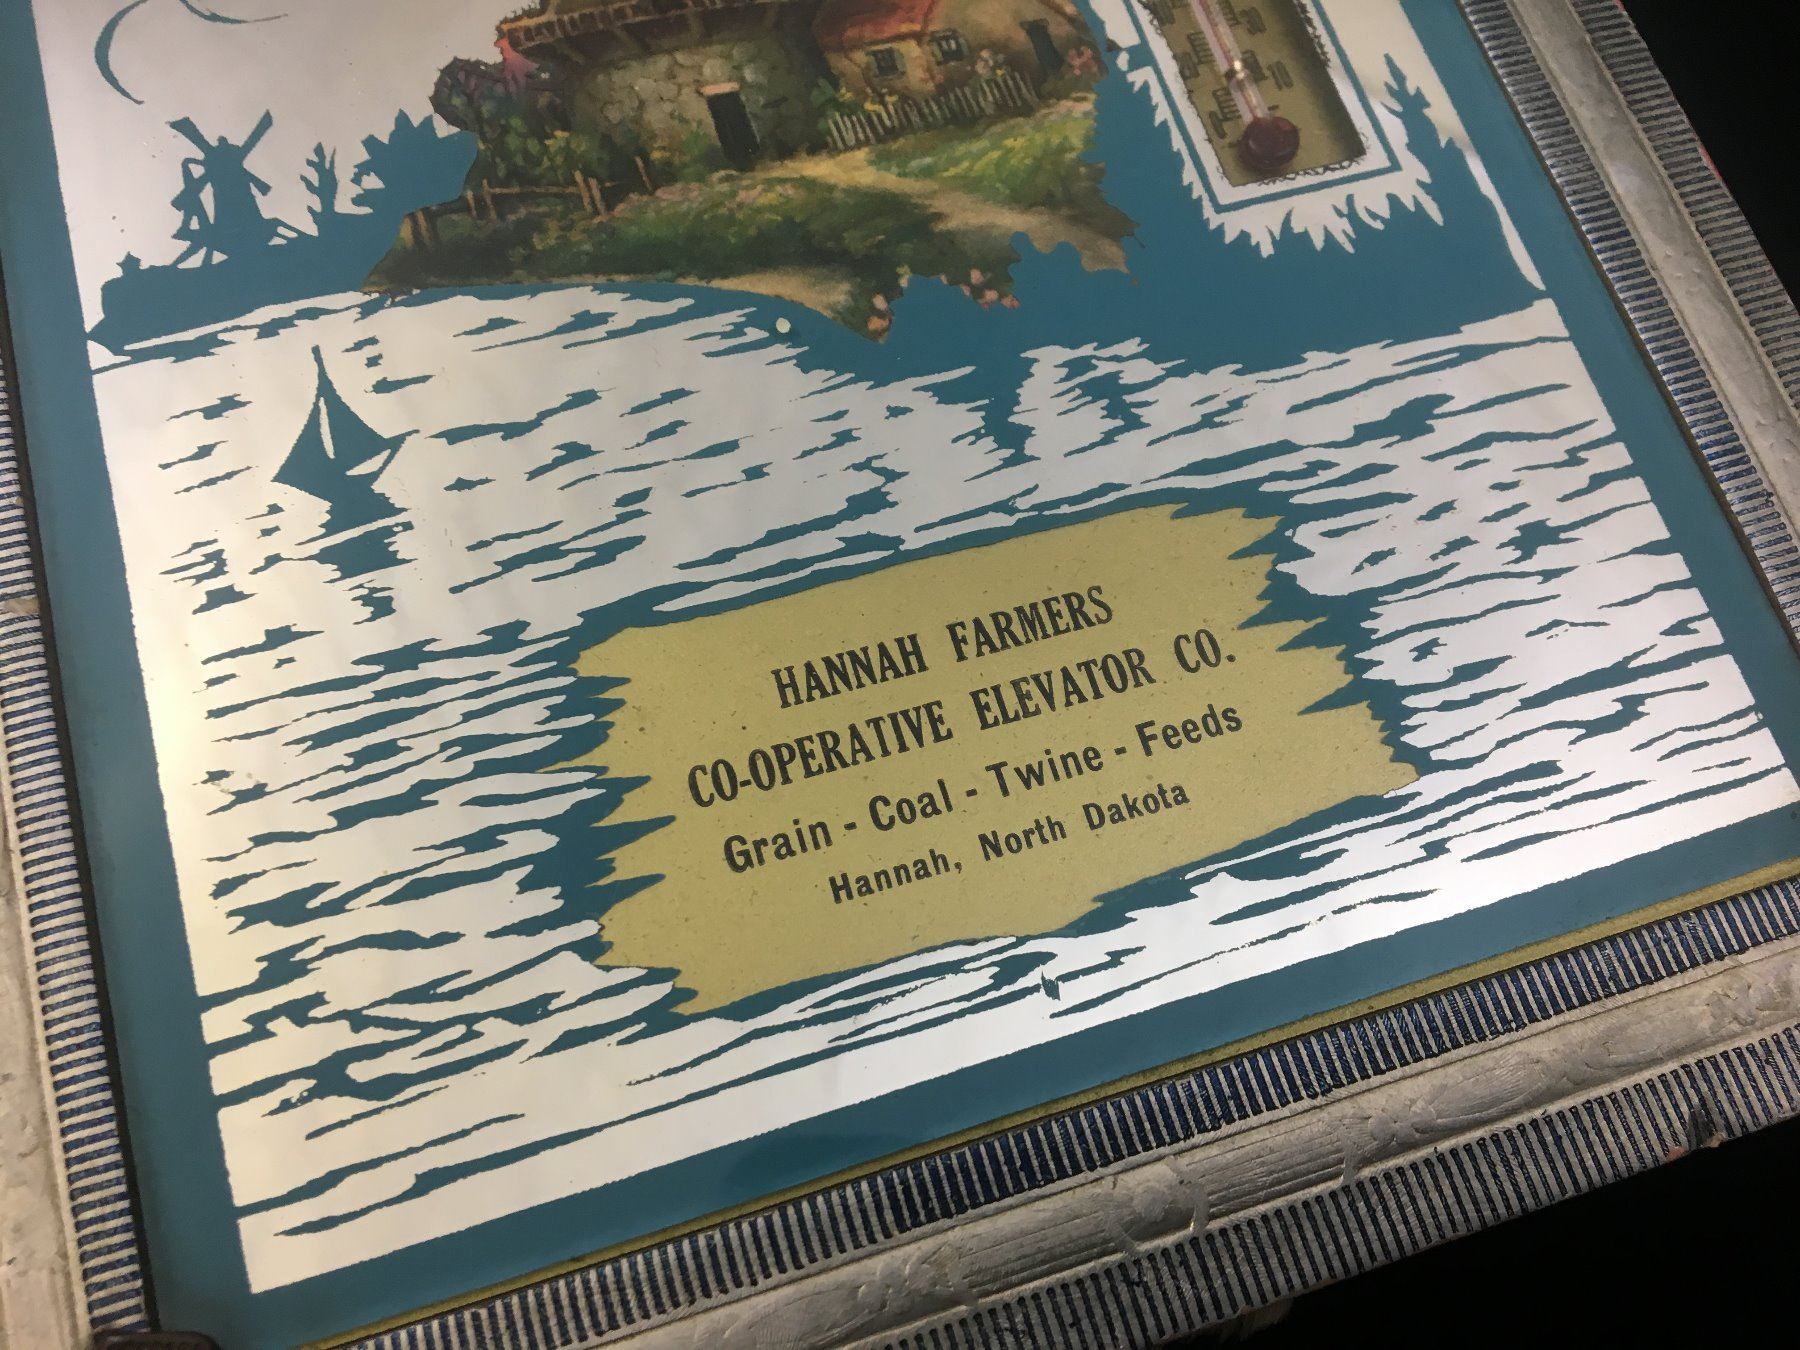 HANNAH FARMERS
CO-OPERATIVE ELEVATOR CO.
Grain - Coal - Twine - Feeds
Hannah, North Dakota